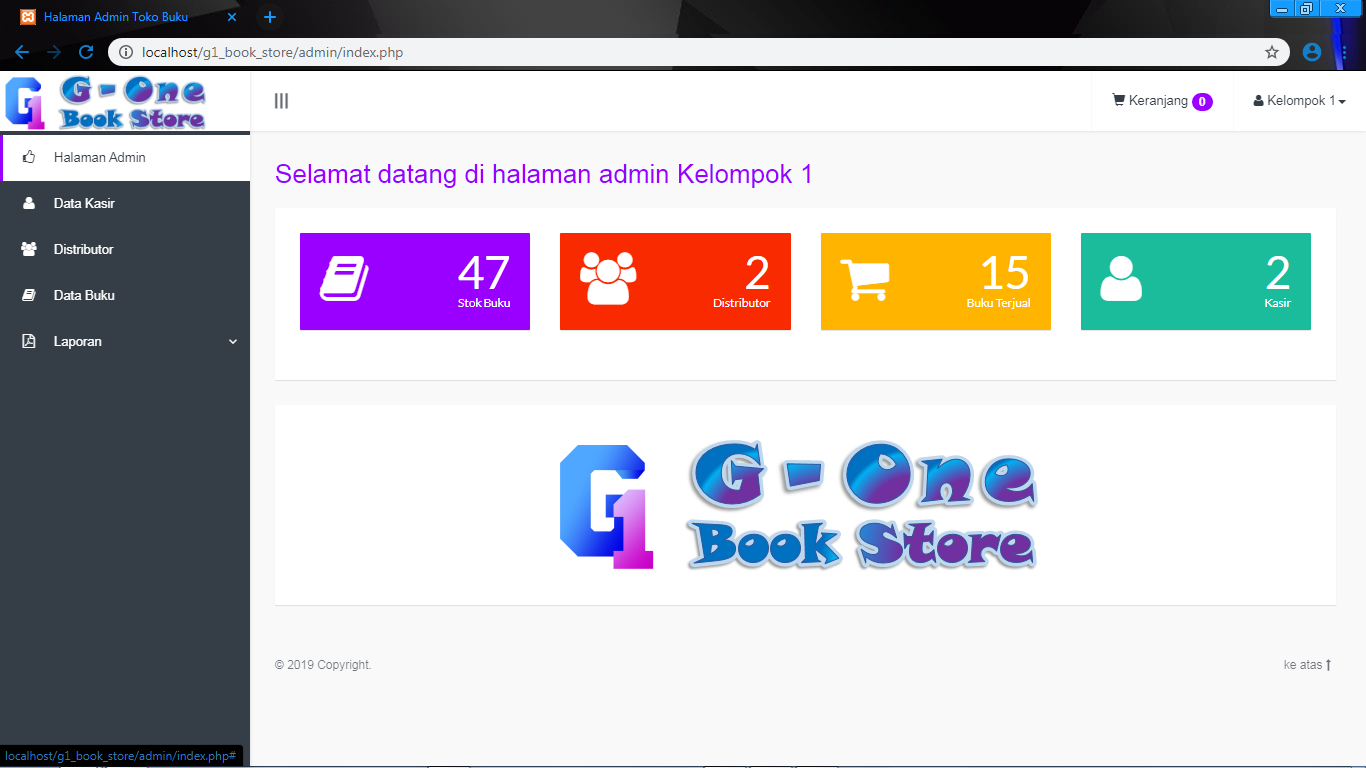 Halaman Admin Toko Buku
localhost/g1_book_store/admin/index.php
G1 G - One
Book Store
Keranjang 0
Kelompok 1
Halaman Admin
Data Kasir
Distributor
Data Buku
Laporan
Selamat datang di halaman admin Kelompok 1
47
Stok Buku
2
Distributor
15
Buku Terjual
2
Kasir
G1 G - One
Book Store
© 2019 Copyright.
ke atas
localhost/g1_book_store/admin/index.php#